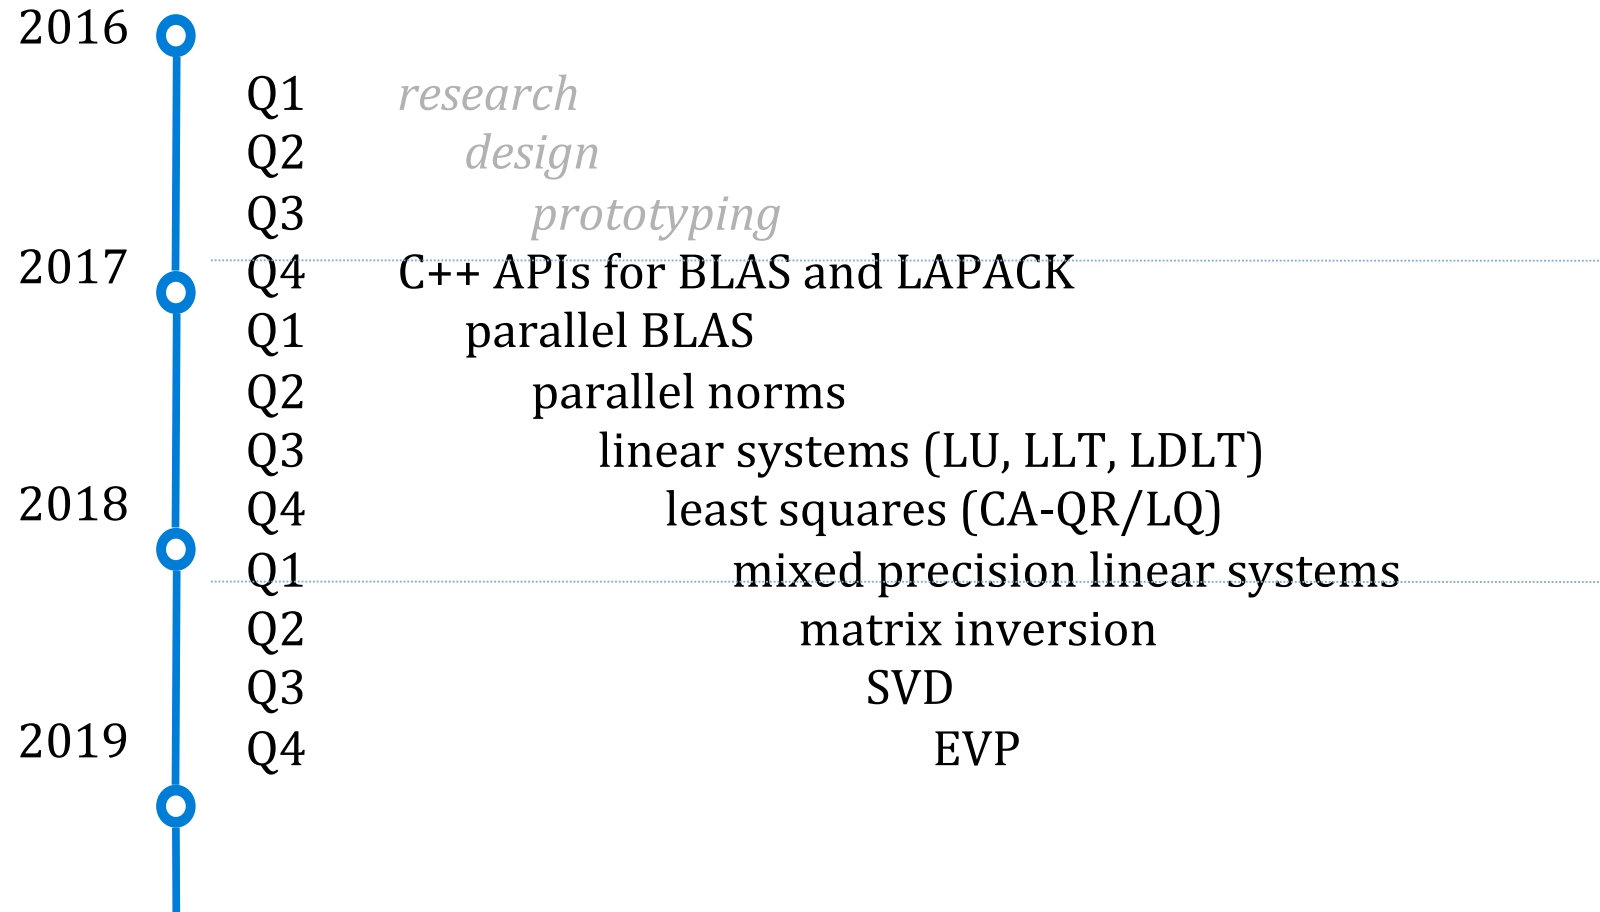 2016
Q1 research
Q2 design
Q3 prototyping
2017 Q4 C++ APIs for BLAS and LAPACK
Q1 parallel BLAS
Q2 parallel norms
Q3 linear systems (LU, LLT, LDLT)
2018 Q4 least squares (CA-QR/LQ)
Q1 mixed precision linear systems
Q2 matrix inversion
Q3 SVD
2019 Q4 EVP